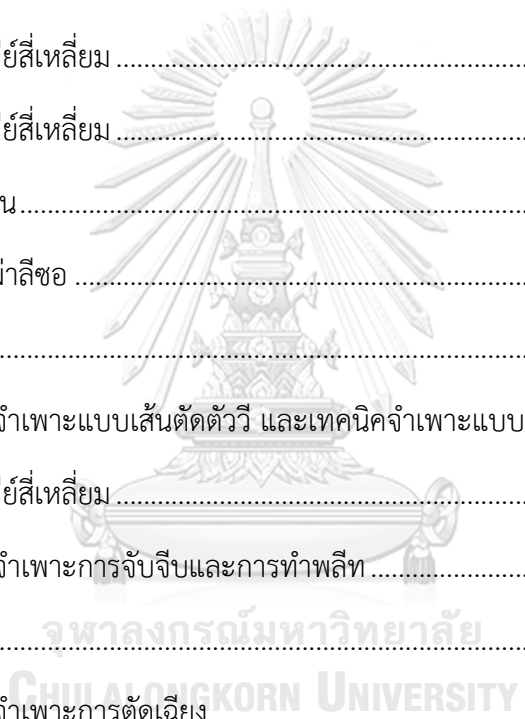 ย์สี่เหลี่ยม
ย์สี่เหลี่ยม
น
ม่าลีซอ
จำเพาะแบบเส้นตัดตัววี และเทคนิคจำเพาะแบบ
ย์สี่เหลี่ยม
จำเพาะการจับจีบและการทำพลีท
จุฬาลงกรณ์มหาวิทยาลัย
CHULALONGKORN UNIVERSITY
จำเพาะการตัดเฉียง